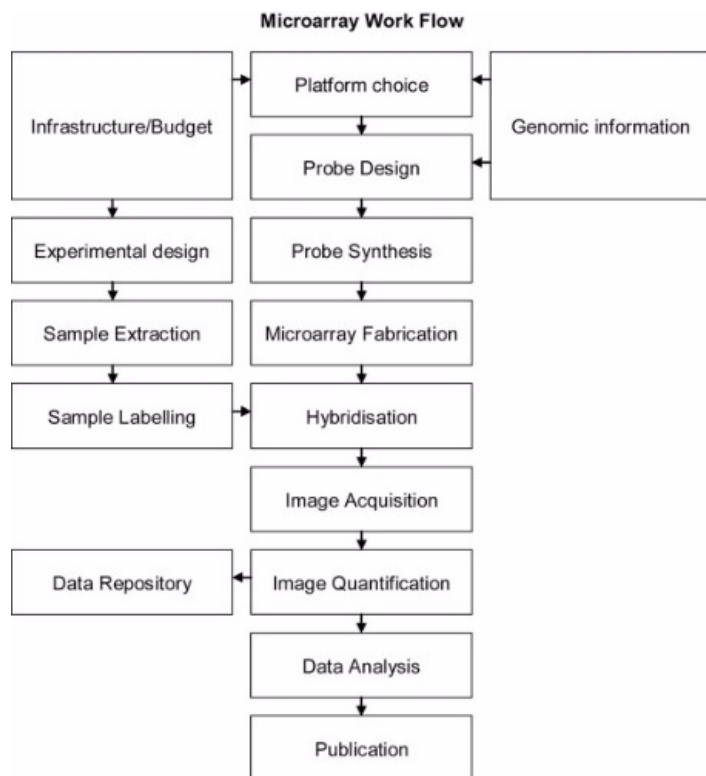 Microarray Work Flow
Infrastructure/Budget
Platform choice
Genomic information
Probe Design
Experimental design
Probe Synthesis
Sample Extraction
Microarray Fabrication
Sample Labelling
Hybridisation
Image Acquisition
Data Repository
Image Quantification
Data Analysis
Publication